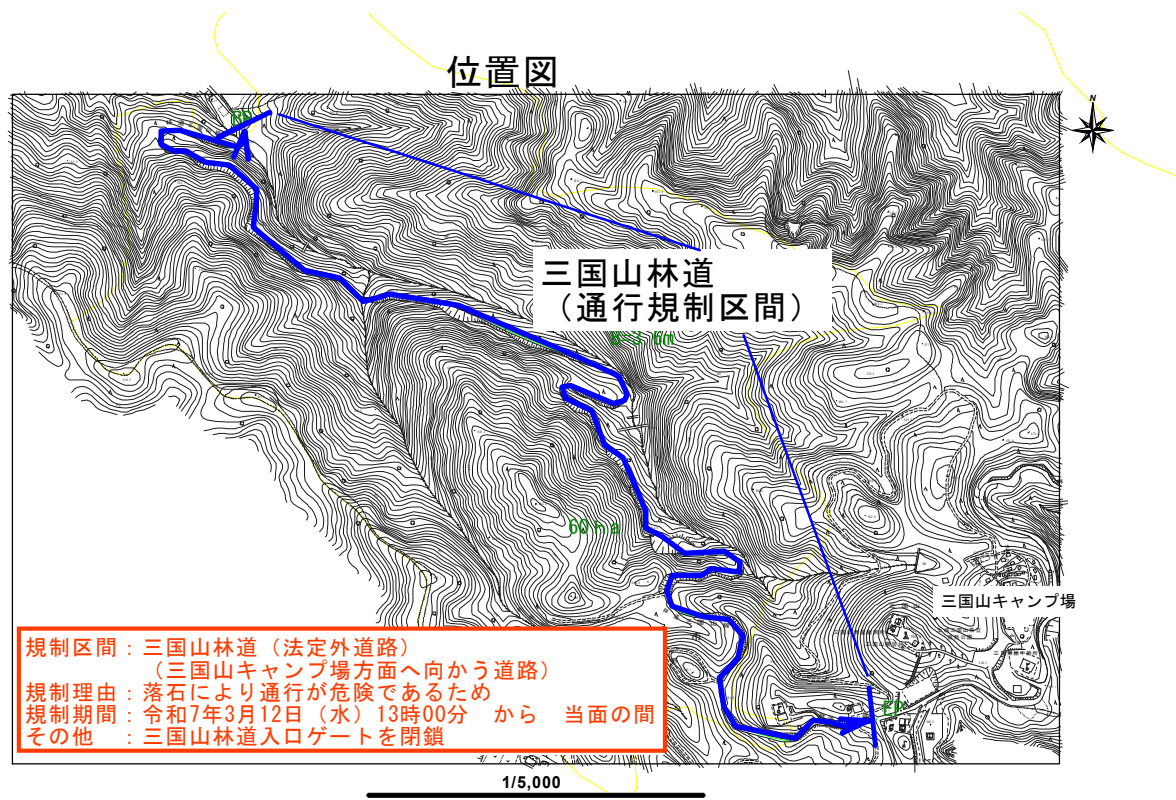 位置図
N
BP
三国山林道
（通行規制区間）
B=3.6m
60ha
三国山キャンプ場
EP
規制区間：三国山林道（法定外道路）
（三国山キャンプ場方面へ向かう道路）
規制理由：落石により通行が危険であるため
規制期間：令和7年3月12日（水）13時00分　から　当面の間
その他　：三国山林道入口ゲートを閉鎖
1/5,000